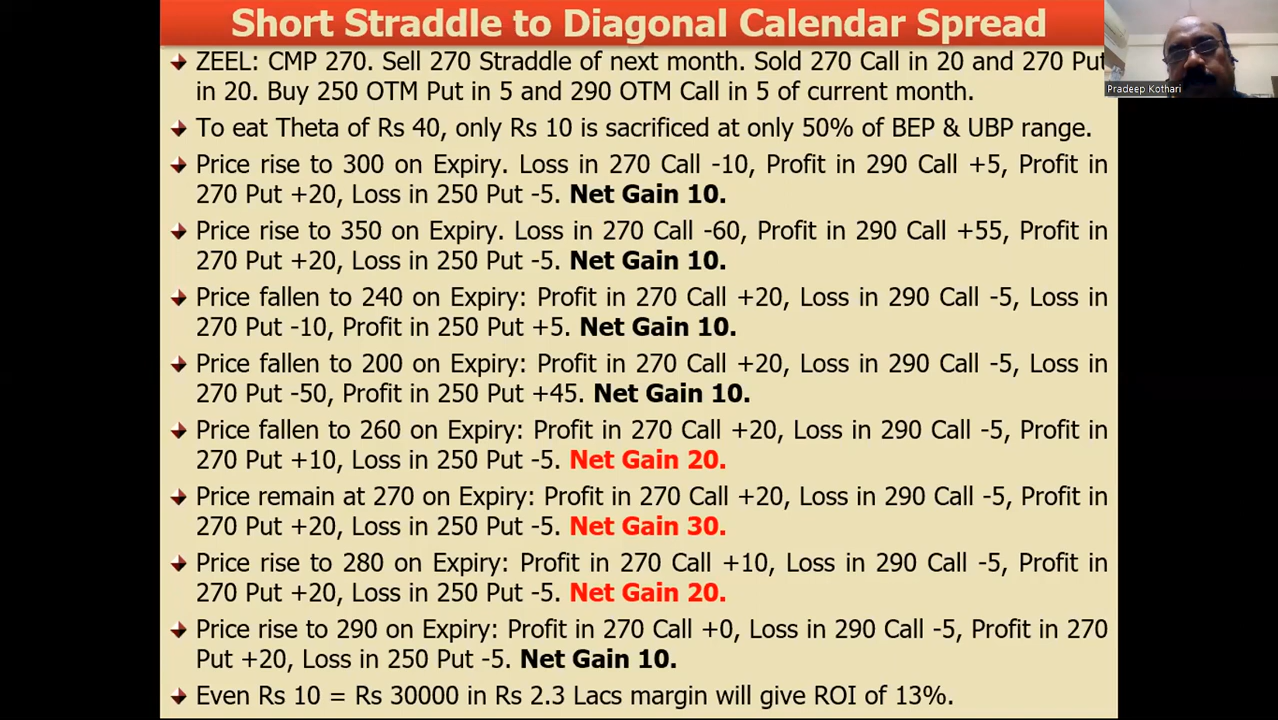 Short Straddle to Diagonal Calendar Spread
ZEEL: CMP 270. Sell 270 Straddle of next month. Sold 270 Call in 20 and 270 Put
in 20. Buy 250 OTM Put in 5 and 290 OTM Call in 5 of current month.
To eat Theta of Rs 40, only Rs 10 is sacrificed at only 50% of BEP & UBP range.
Price rise to 300 on Expiry. Loss in 270 Call -10, Profit in 290 Call +5, Profit in
270 Put +20, Loss in 250 Put -5. Net Gain 10.
Price rise to 350 on Expiry. Loss in 270 Call -60, Profit in 290 Call +55, Profit in
270 Put +20, Loss in 250 Put -5. Net Gain 10.
Price fallen to 240 on Expiry: Profit in 270 Call +20, Loss in 290 Call -5, Loss in
270 Put -10, Profit in 250 Put +5. Net Gain 10.
Price fallen to 200 on Expiry: Profit in 270 Call +20, Loss in 290 Call -5, Loss in
270 Put -50, Profit in 250 Put +45. Net Gain 10.
Price fallen to 260 on Expiry: Profit in 270 Call +20, Loss in 290 Call -5, Profit in
270 Put +10, Loss in 250 Put -5. Net Gain 20.
Price remain at 270 on Expiry: Profit in 270 Call +20, Loss in 290 Call -5, Profit in
270 Put +20, Loss in 250 Put -5. Net Gain 30.
Price rise to 280 on Expiry: Profit in 270 Call +10, Loss in 290 Call -5, Profit in
270 Put +20, Loss in 250 Put -5. Net Gain 20.
Price rise to 290 on Expiry: Profit in 270 Call +0, Loss in 290 Call -5, Profit in 270
Put +20, Loss in 250 Put -5. Net Gain 10.
Even Rs 10 = Rs 30000 in Rs 2.3 Lacs margin will give ROI of 13%.
Pradeep Kothari